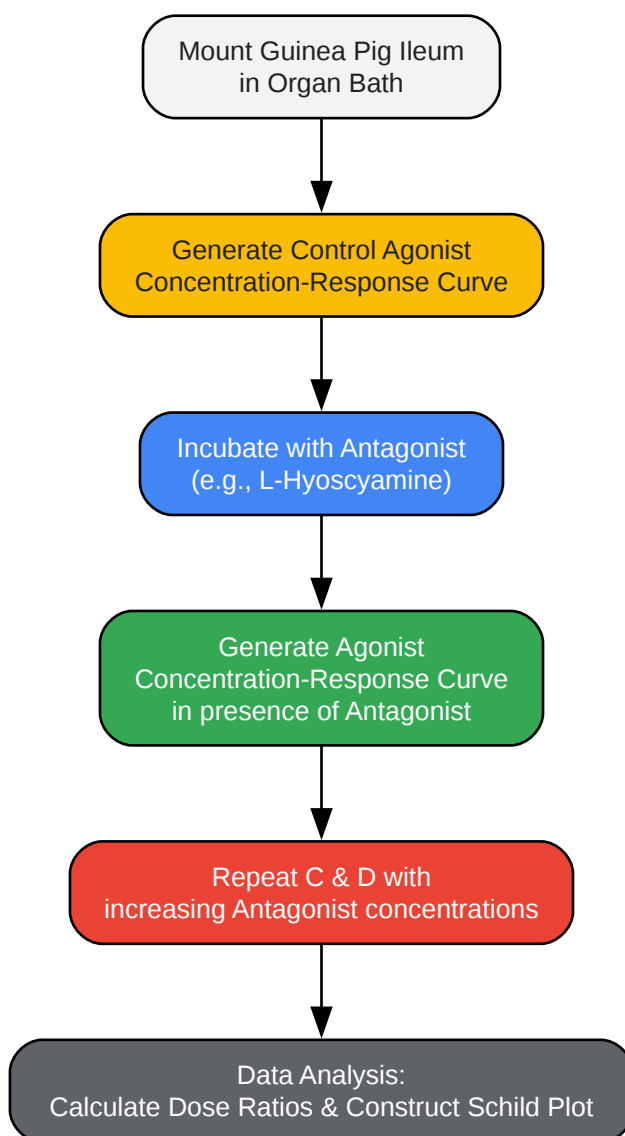 Mount Guinea Pig Ileum
in Organ Bath
Generate Control Agonist
Concentration-Response Curve
Incubate with Antagonist
(e.g., L-Hyoscyamine)
Generate Agonist
Concentration-Response Curve
in presence of Antagonist
Repeat C & D with
increasing Antagonist concentrations
Data Analysis:
Calculate Dose Ratios & Construct Schild Plot